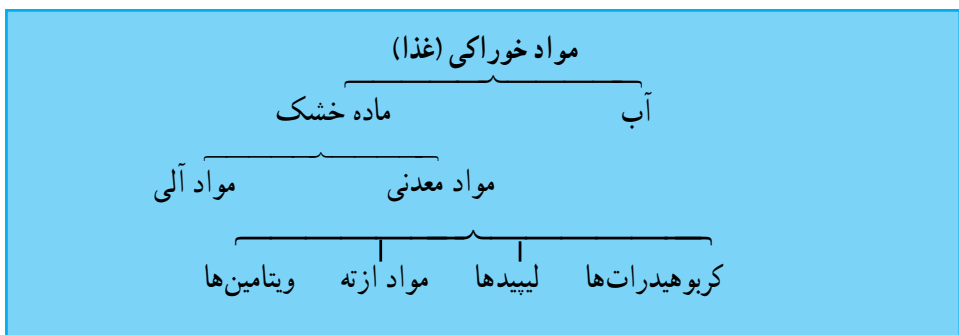 مواد خوراکی (غذا)
آب ماده خشک
مواد معدنی مواد آلی
کربوهیدرات‌ها لیپیدها مواد ازته ویتامین‌ها